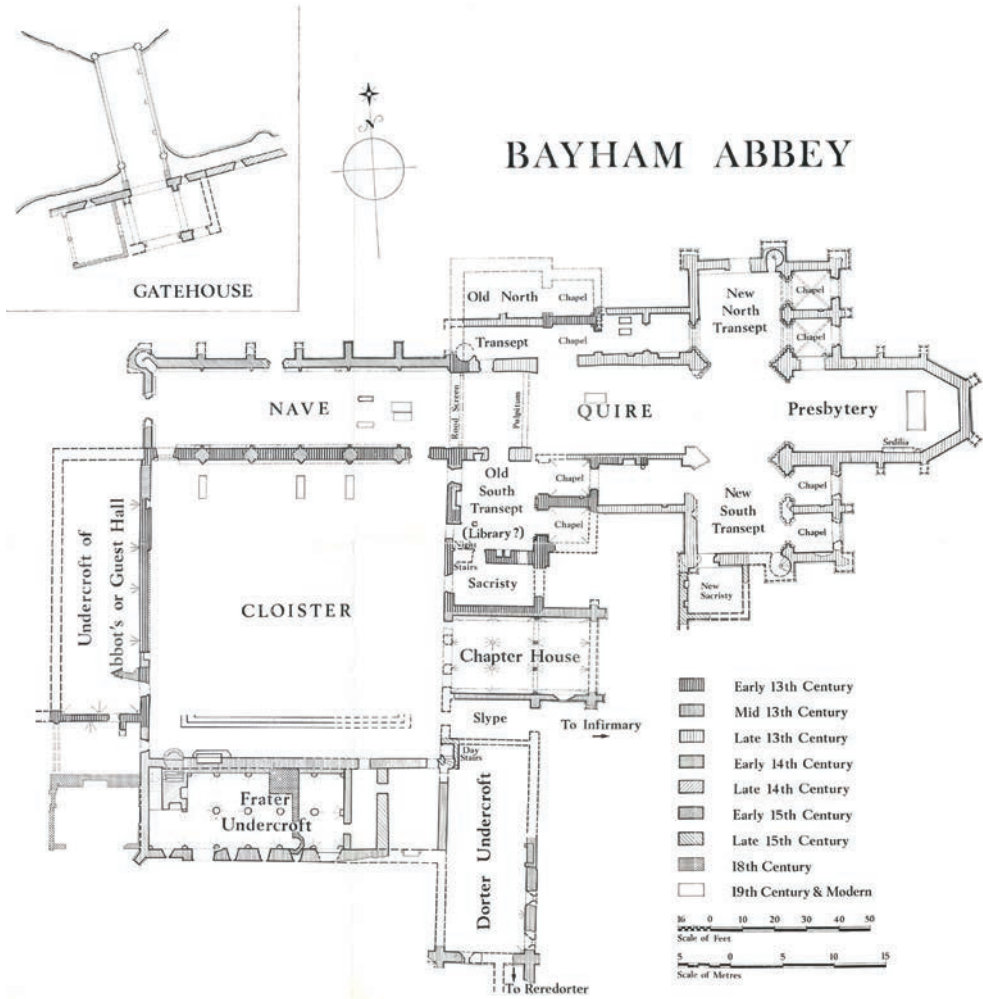 BAYHAM ABBEY
N
GATEHOUSE
Old North
Chapel
Transept
Chapel
New
North
Transept
Chapel
Chapel
NAVE
Rood Screen
Pulpitum
QUIRE
Presbytery
Sedilia
Old
South
Transept
(Library?)
Chapel
Chapel
Night
Stairs
Sacristy
New
South
Transept
Chapel
Chapel
New
Sacristy
Undercroft of
Abbot's or Guest Hall
CLOISTER
Chapter House
Slype
To Infirmary
Day
Stairs
Frater
Undercroft
Dorter Undercroft
To Reredorter
Early 13th Century
Mid 13th Century
Late 13th Century
Early 14th Century
Late 14th Century
Early 15th Century
Late 15th Century
18th Century
19th Century & Modern
10 0 10 20 30 40 50
Scale of Feet
5 0 5 10 15
Scale of Metres